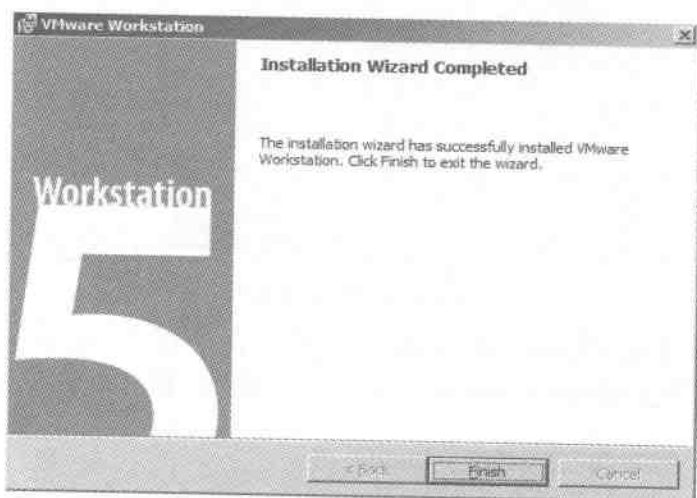 VMware Workstation
Installation Wizard Completed
The installation wizard has successfully installed VMware
Workstation. Click Finish to exit the wizard.
Workstation
5
< Back
Finish
Cancel